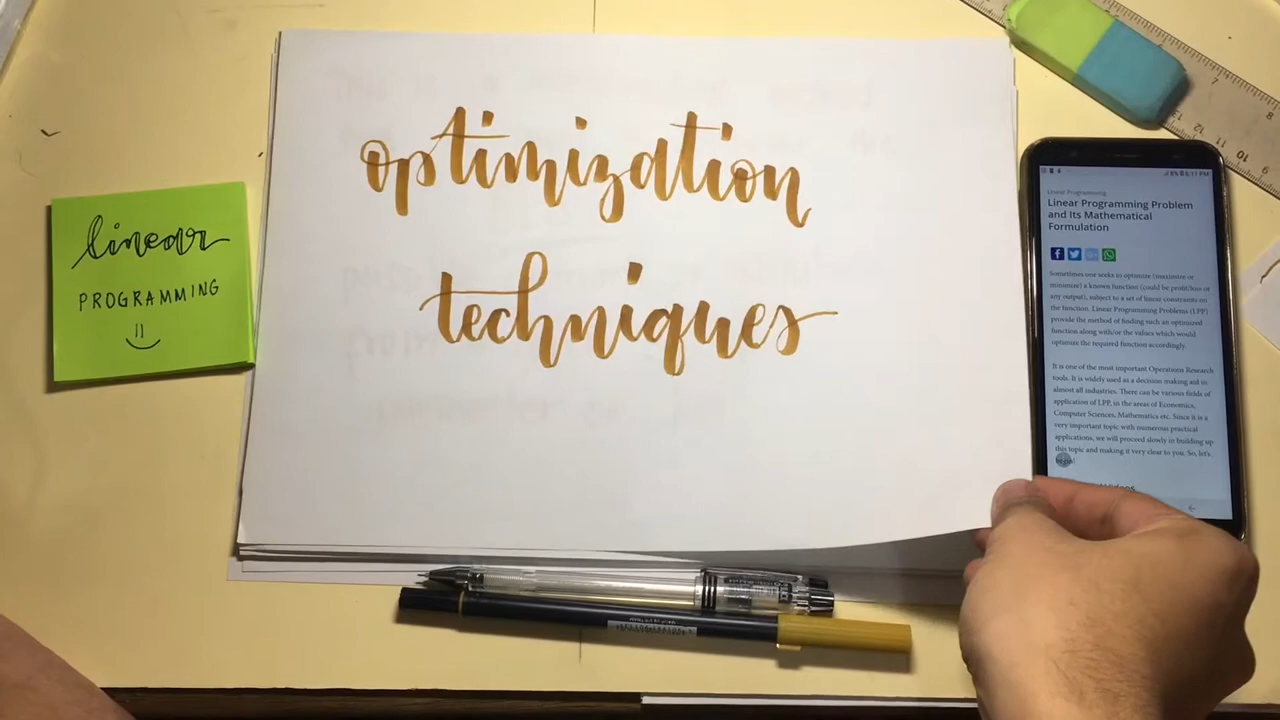 optimization
techniques
linear
PROGRAMMING
Linear Programming
Linear Programming Problem
and Its Mathematical
Formulation
Sometimes one seeks to optimize (maximize or
minimize) a known function (could be profit/loss or
any output), subject to a set of linear constraints on
the function. Linear Programming Problems (LPP)
provide the method of finding such an optimized
function along with/or the values which would
optimize the required function accordingly.
It is one of the most important Operations Research
tools. It is widely used as a decision making aid in
almost all industries. There can be various fields of
application of LPP, in the areas of Economics,
Computer Sciences, Mathematics etc. Since it is a
very important topic with numerous practical
applications, we will proceed slowly in building up
this topic and making it very clear to you. So, let's